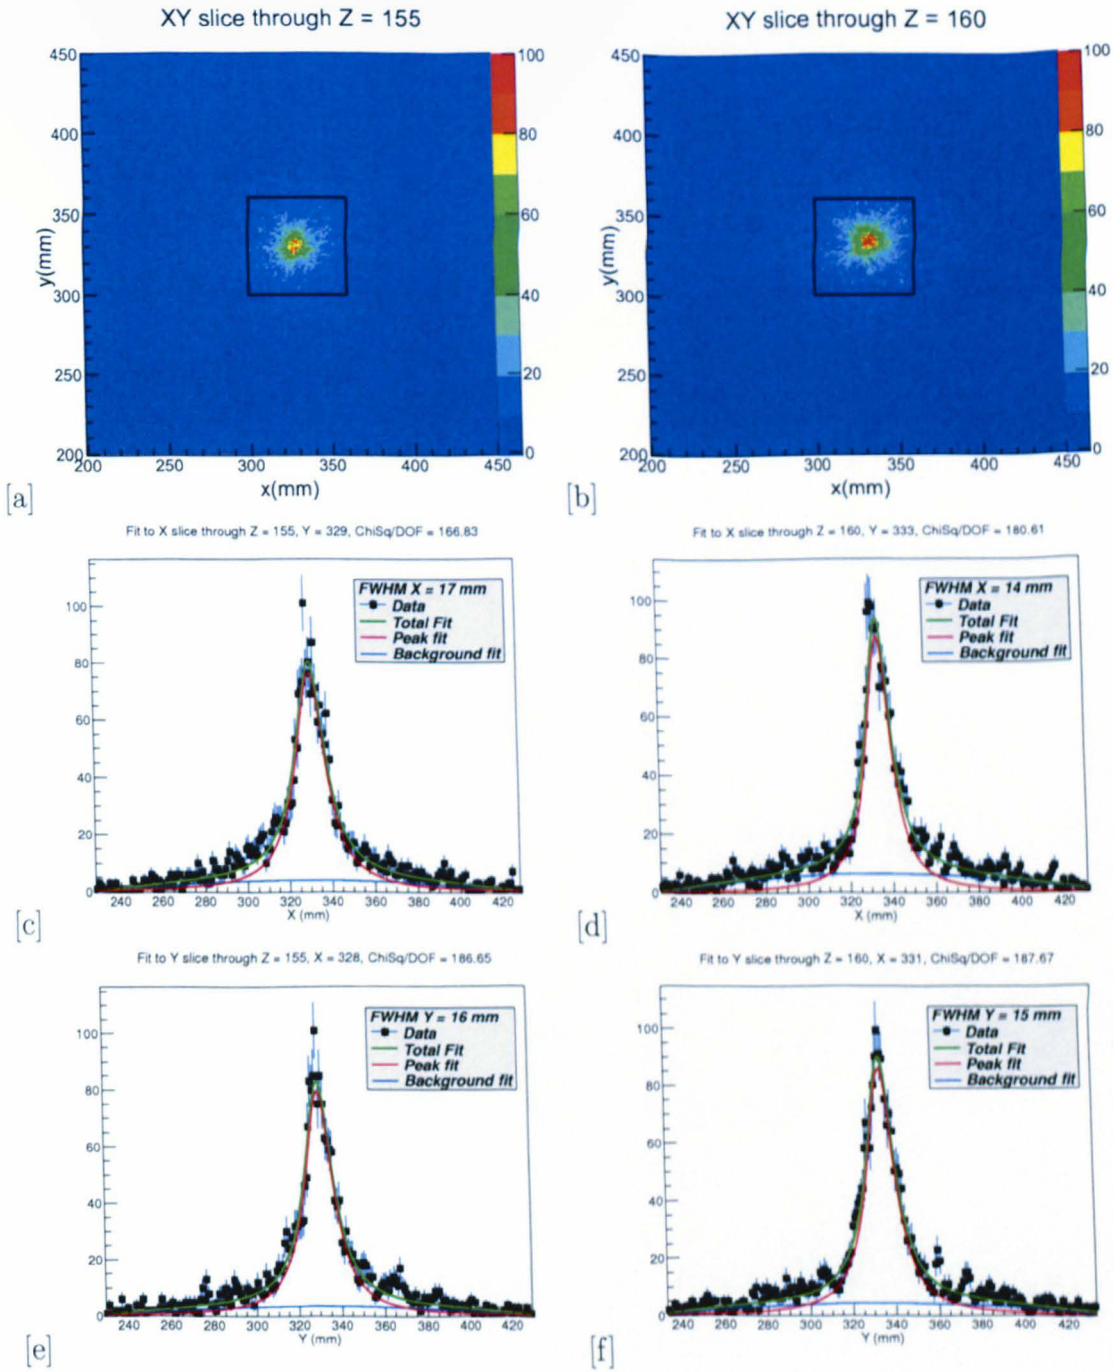 XY slice through Z = 155
XY slice through Z = 160
450
400
350
300
250
200
y(mm)
200
250
300
350
400
450
x(mm)
100
80
60
40
20
0
[a]
450
400
350
300
250
200
y(mm)
200
250
300
350
400
450
x(mm)
100
80
60
40
20
0
[b]
Fit to X slice through Z = 155, Y = 329, ChiSq/DOF = 166.83
FWHM X = 17 mm
Data
Total Fit
Peak fit
Background fit
100
80
60
40
20
0
240 260 280 300 320 340 360 380 400 420
X (mm)
[c]
Fit to X slice through Z = 160, Y = 333, ChiSq/DOF = 180.61
FWHM X = 14 mm
Data
Total Fit
Peak fit
Background fit
100
80
60
40
20
0
240 260 280 300 320 340 360 380 400 420
X (mm)
[d]
Fit to Y slice through Z = 155, X = 328, ChiSq/DOF = 186.65
FWHM Y = 16 mm
Data
Total Fit
Peak fit
Background fit
100
80
60
40
20
0
240 260 280 300 320 340 360 380 400 420
Y (mm)
[e]
Fit to Y slice through Z = 160, X = 331, ChiSq/DOF = 187.67
FWHM Y = 15 mm
Data
Total Fit
Peak fit
Background fit
100
80
60
40
20
0
240 260 280 300 320 340 360 380 400 420
Y (mm)
[f]